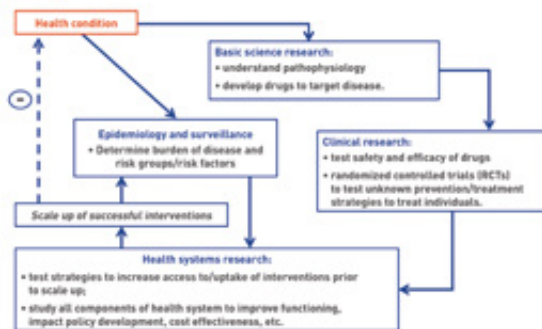 Health condition
Basic science research:
• understand pathophysiology
• develop drugs to target disease.
Epidemiology and surveillance
• Determine burden of disease and
risk groups/risk factors
Clinical research:
• test safety and efficacy of drugs
• randomized controlled trials (RCTs)
to test unknown prevention/treatment
strategies to treat individuals.
Scale up of successful interventions
Health systems research:
• test strategies to increase access to/uptake of interventions prior
to scale up;
• study all components of health system to improve functioning,
impact policy development, cost effectiveness, etc.